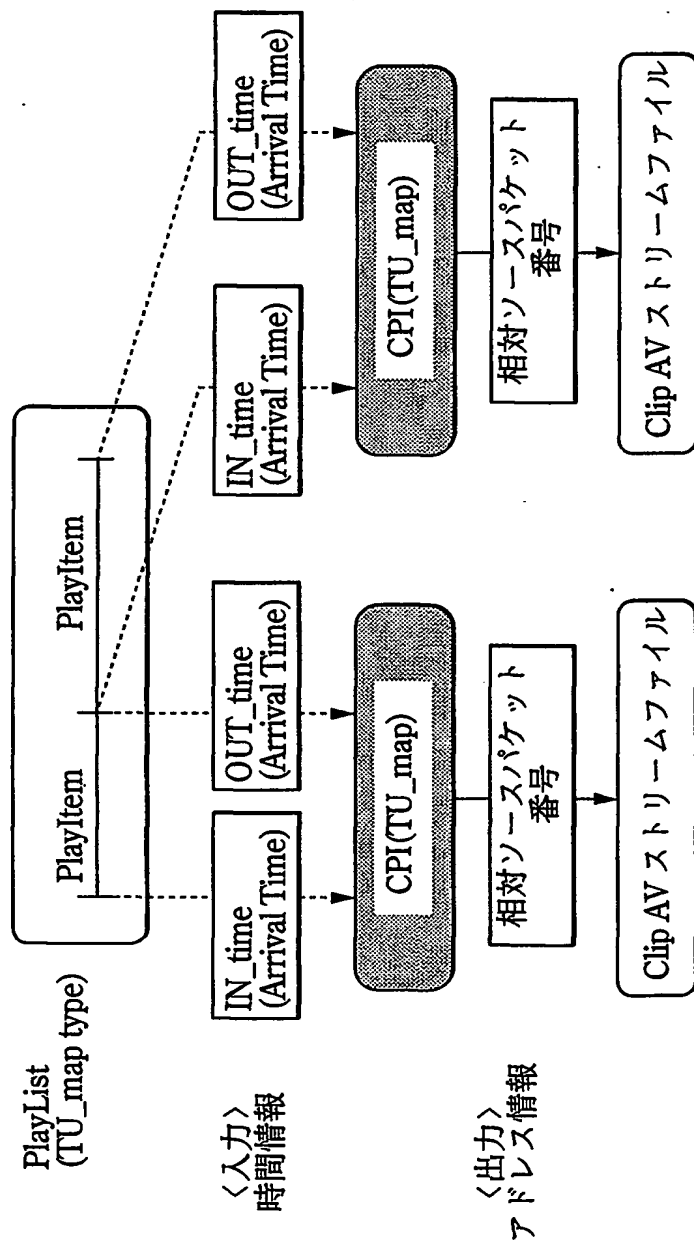 PlayList
(TU_map type)
PlayItem
PlayItem
〈入力〉
時間情報
IN_time
(Arrival Time)
OUT_time
(Arrival Time)
IN_time
(Arrival Time)
OUT_time
(Arrival Time)
CPI(TU_map)
CPI(TU_map)
〈出力〉
アドレス情報
相対ソースパケット
番号
相対ソースパケット
番号
Clip AV ストリームファイル
Clip AV ストリームファイル